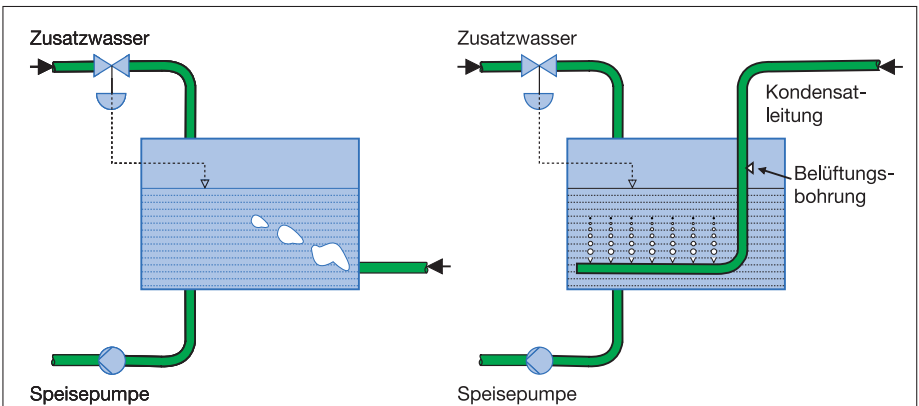 Zusatzwasser
Speisepumpe
Zusatzwasser
Kondensat-
leitung
Belüftungs-
bohrung
Speisepumpe